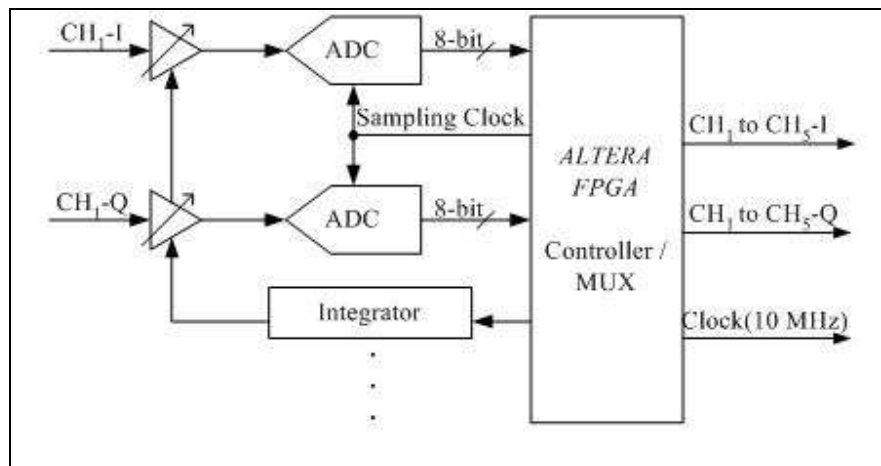 CH₁-I
ADC
8-bit
Sampling Clock
CH₁-Q
ADC
8-bit
Integrator
ALTERA
FPGA
Controller /
MUX
CH₁ to CH₅-I
CH₁ to CH₅-Q
Clock(10 MHz)